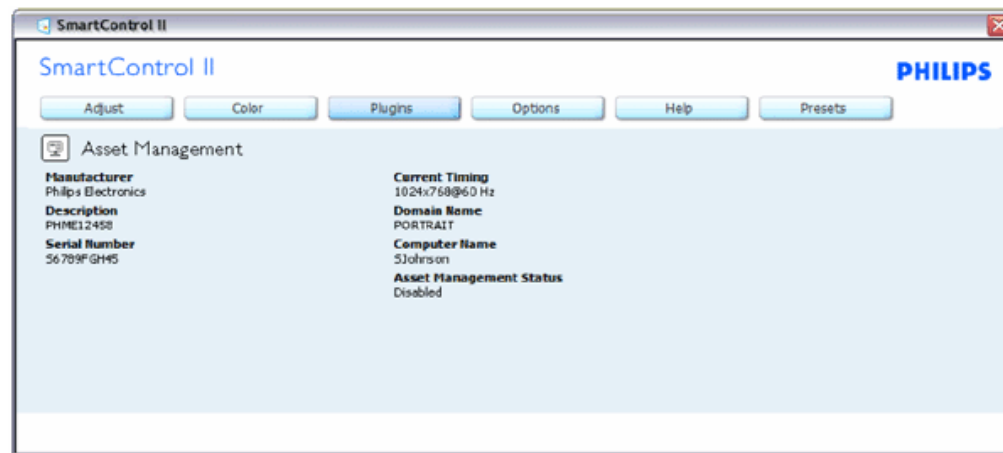 SmartControl II
SmartControl II
PHILIPS
Adjust Color Plugins Options Help Presets
Asset Management
Manufacturer
Philips Electronics
Description
PHME12458
Serial Number
56789FGH45
Current Timing
1024x768@60 Hz
Domain Name
PORTRAIT
Computer Name
SJohnson
Asset Management Status
Disabled